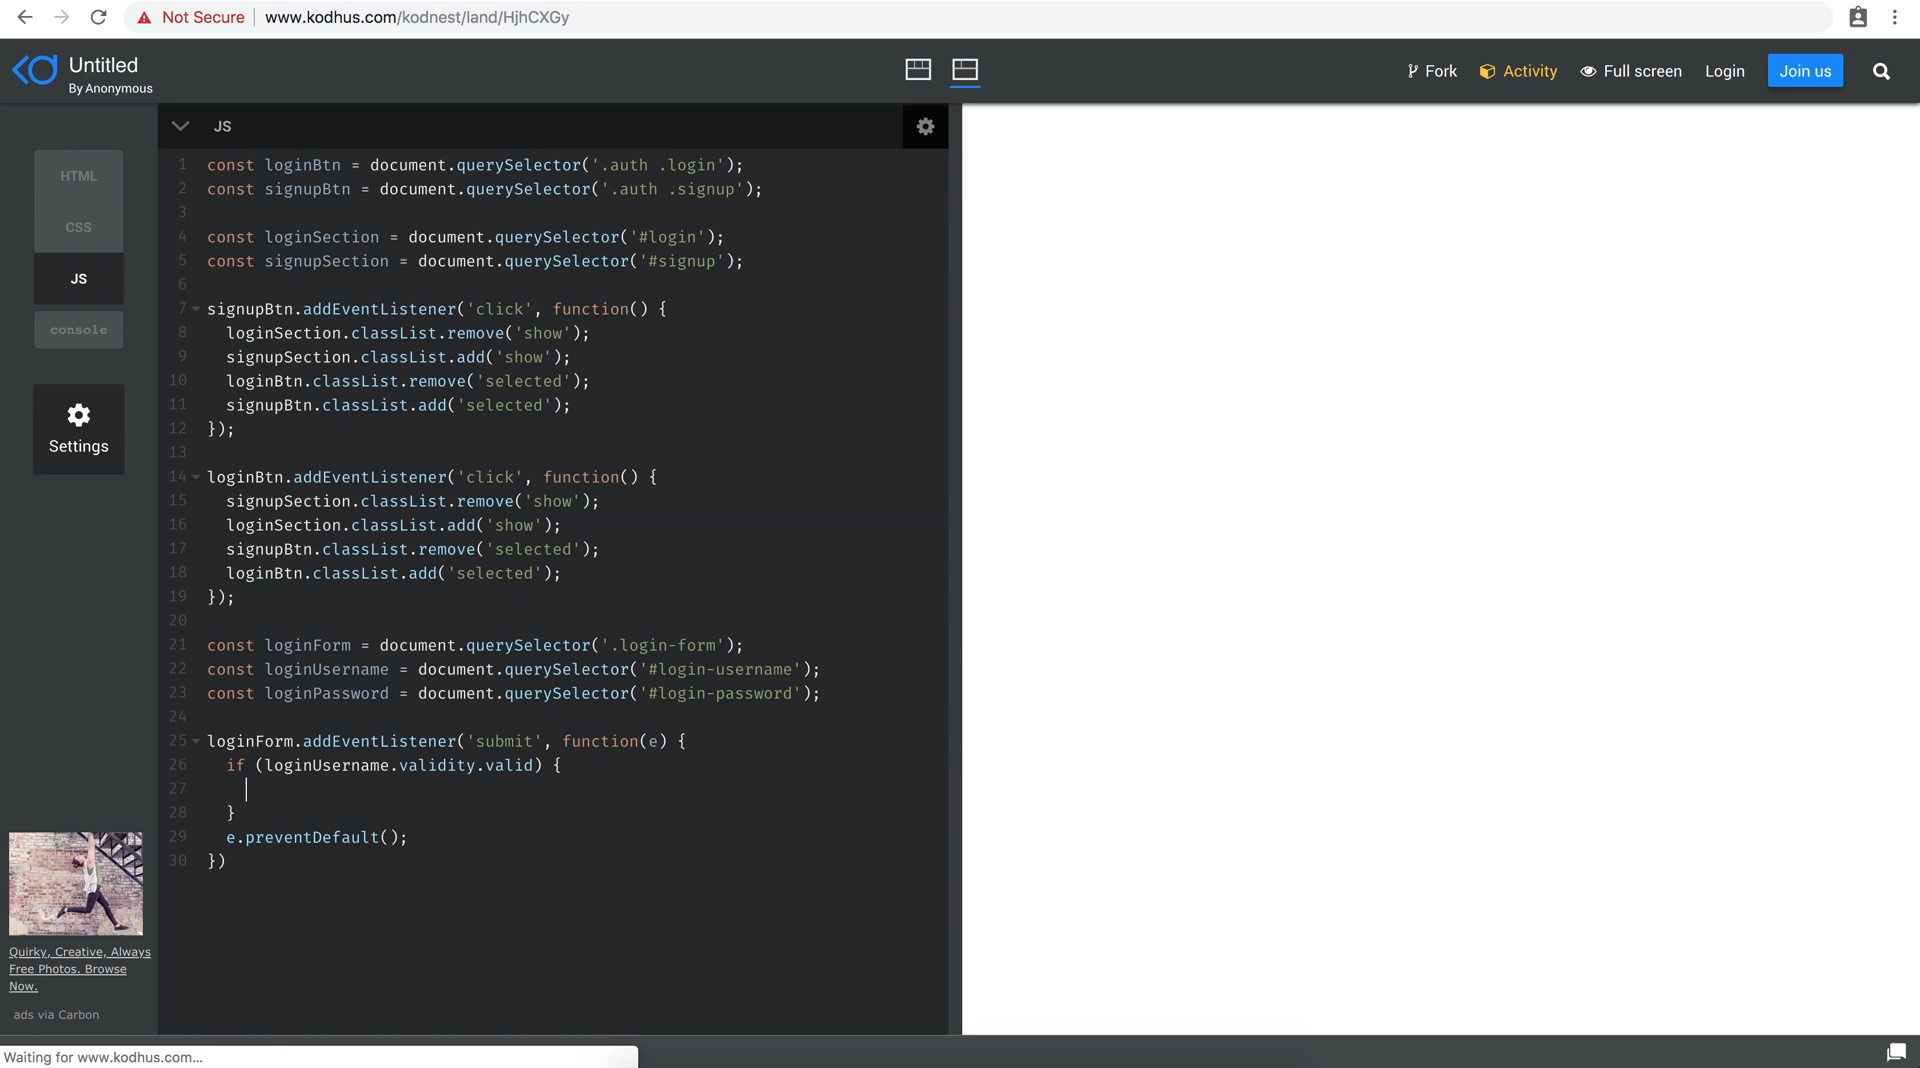 Not Secure www.kodhus.com/kodnest/land/HjhCXGy
Untitled
By Anonymous
Fork Activity Full screen Login Join us
JS
HTML
CSS
JS
console
Settings
1 const loginBtn = document.querySelector('.auth .login');
2 const signupBtn = document.querySelector('.auth .signup');
3
4 const loginSection = document.querySelector('#login');
5 const signupSection = document.querySelector('#signup');
6
7 signupBtn.addEventListener('click', function() {
8 loginSection.classList.remove('show');
9 signupSection.classList.add('show');
10 loginBtn.classList.remove('selected');
11 signupBtn.classList.add('selected');
12 });
13
14 loginBtn.addEventListener('click', function() {
15 signupSection.classList.remove('show');
16 loginSection.classList.add('show');
17 signupBtn.classList.remove('selected');
18 loginBtn.classList.add('selected');
19 });
20
21 const loginForm = document.querySelector('.login-form');
22 const loginUsername = document.querySelector('#login-username');
23 const loginPassword = document.querySelector('#login-password');
24
25 loginForm.addEventListener('submit', function(e) {
26 if (loginUsername.validity.valid) {
27
28 }
29 e.preventDefault();
30 })
Quirky, Creative, Always
Free Photos. Browse
Now.
ads via Carbon
Waiting for www.kodhus.com...